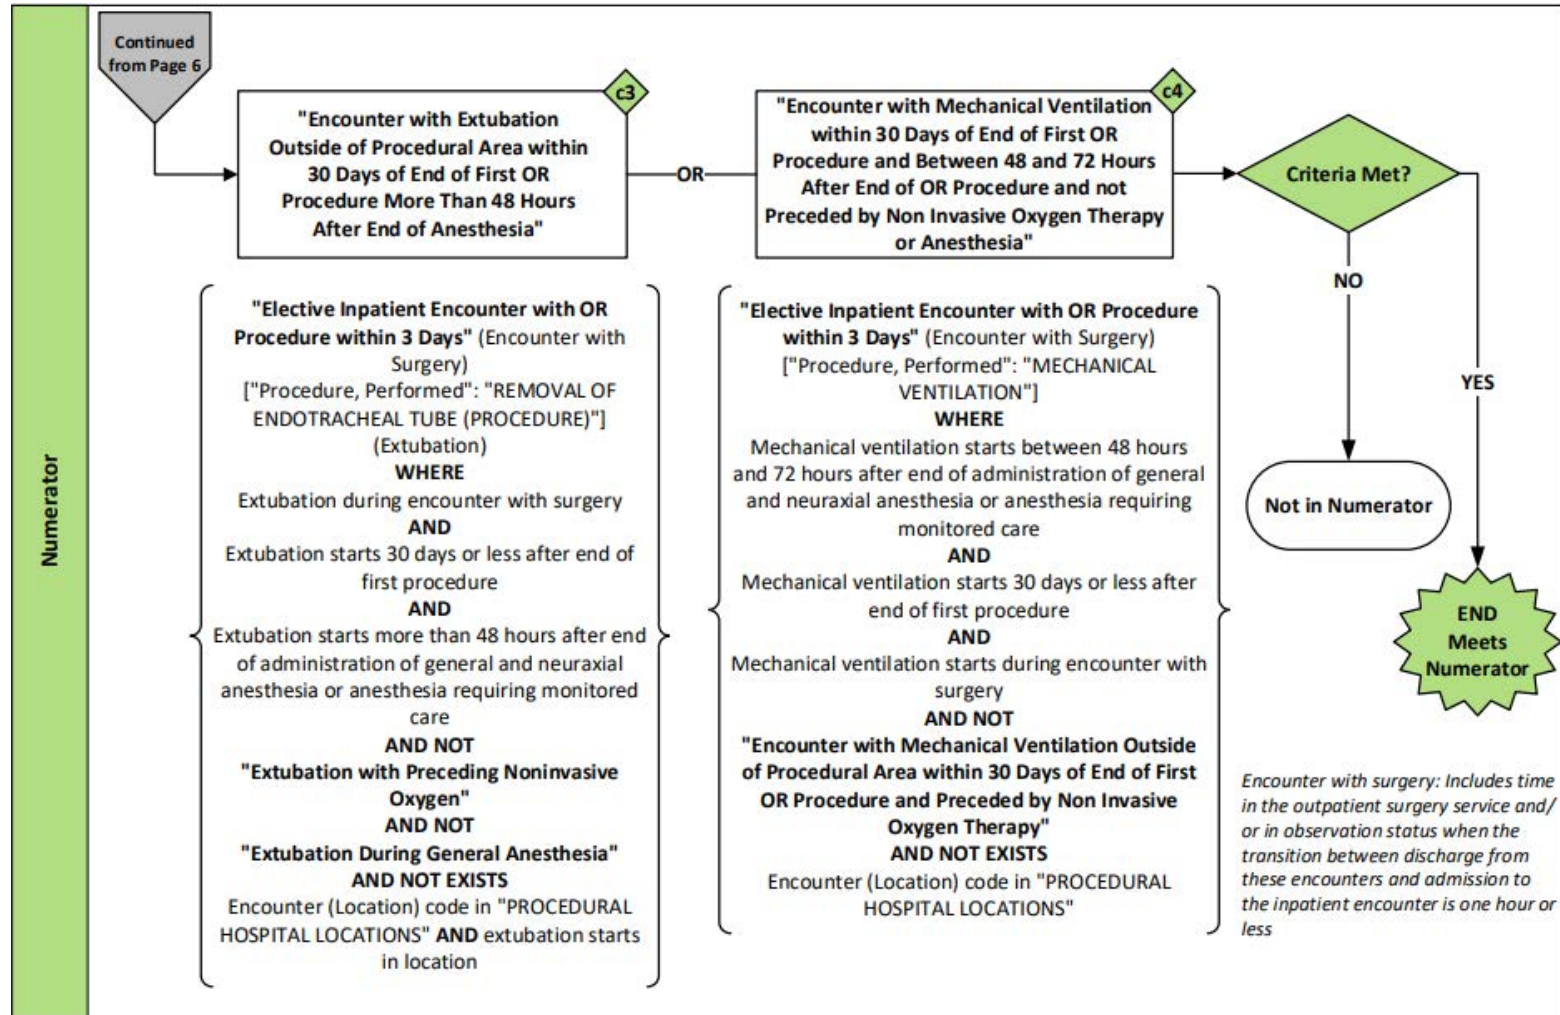 Numerator
Continued
from Page 6
c3
"Encounter with Extubation
Outside of Procedural Area within
30 Days of End of First OR
Procedure More Than 48 Hours
After End of Anesthesia"
OR
c4
"Encounter with Mechanical Ventilation
within 30 Days of End of First OR
Procedure and Between 48 and 72 Hours
After End of OR Procedure and not
Preceded by Non Invasive Oxygen Therapy
or Anesthesia"
Criteria Met?
NO
YES
Not in Numerator
END
Meets
Numerator
"Elective Inpatient Encounter with OR
Procedure within 3 Days" (Encounter with
Surgery)
["Procedure, Performed": "REMOVAL OF
ENDOTRACHEAL TUBE (PROCEDURE)"]
(Extubation)
WHERE
Extubation during encounter with surgery
AND
Extubation starts 30 days or less after end of
first procedure
AND
Extubation starts more than 48 hours after end
of administration of general and neuraxial
anesthesia or anesthesia requiring monitored
care
AND NOT
"Extubation with Preceding Noninvasive
Oxygen"
AND NOT
"Extubation During General Anesthesia"
AND NOT EXISTS
Encounter (Location) code in "PROCEDURAL
HOSPITAL LOCATIONS" AND extubation starts
in location
"Elective Inpatient Encounter with OR Procedure
within 3 Days" (Encounter with Surgery)
["Procedure, Performed": "MECHANICAL
VENTILATION"]
WHERE
Mechanical ventilation starts between 48 hours
and 72 hours after end of administration of general
and neuraxial anesthesia or anesthesia requiring
monitored care
AND
Mechanical ventilation starts 30 days or less after
end of first procedure
AND
Mechanical ventilation starts during encounter with
surgery
AND NOT
"Encounter with Mechanical Ventilation Outside
of Procedural Area within 30 Days of End of First
OR Procedure and Preceded by Non Invasive
Oxygen Therapy"
AND NOT EXISTS
Encounter (Location) code in "PROCEDURAL
HOSPITAL LOCATIONS"
Encounter with surgery: Includes time
in the outpatient surgery service and/
or in observation status when the
transition between discharge from
these encounters and admission to
the inpatient encounter is one hour or
less